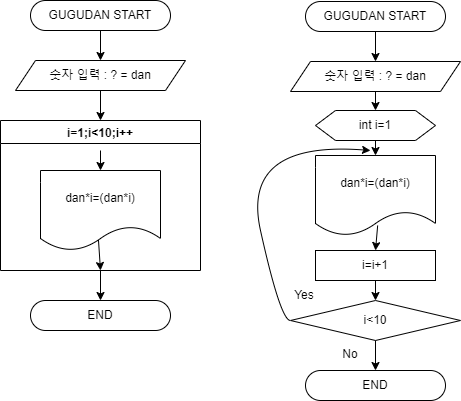 GUGUDAN START
숫자 입력 : ? = dan
i=1;i<10;i++
dan*i=(dan*i)
END
GUGUDAN START
숫자 입력 : ? = dan
int i=1
dan*i=(dan*i)
i=i+1
Yes
i<10
No
END